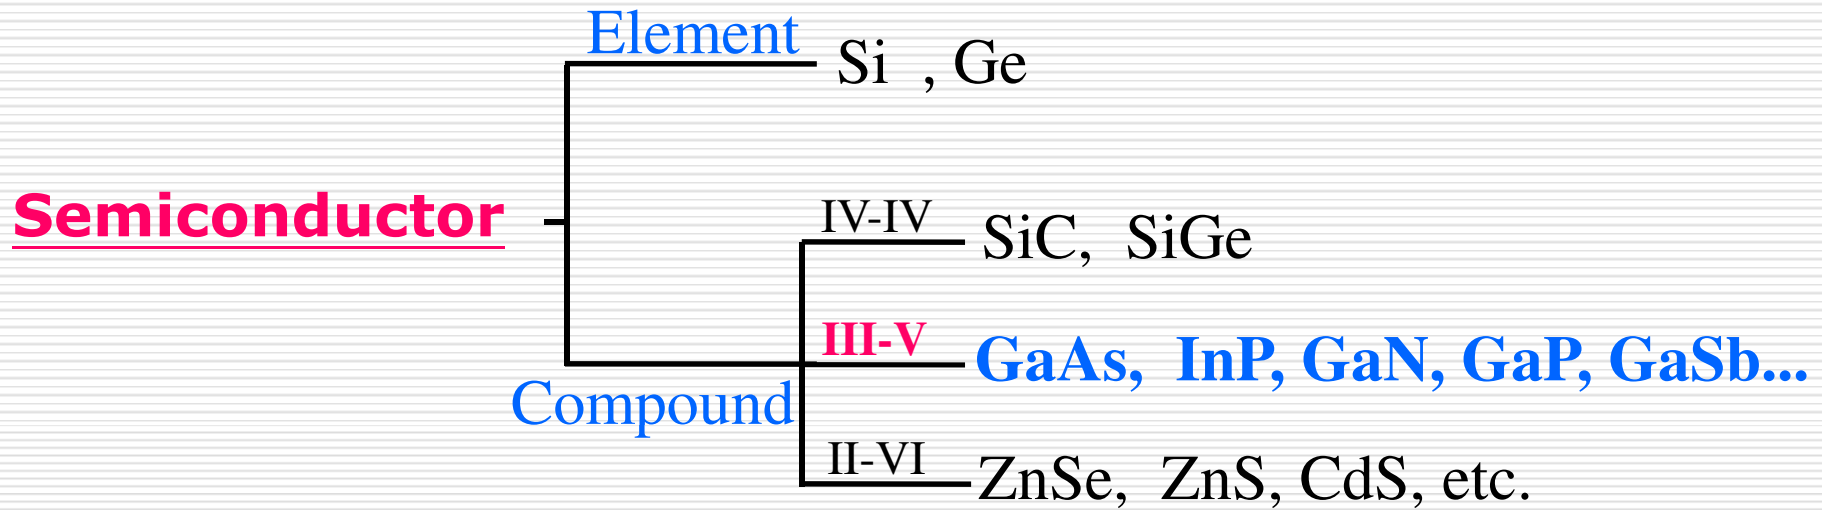 Element
Si , Ge
Semiconductor
IV-IV
SiC, SiGe
III-V
GaAs, InP, GaN, GaP, GaSb...
Compound
II-VI
ZnSe, ZnS, CdS, etc.